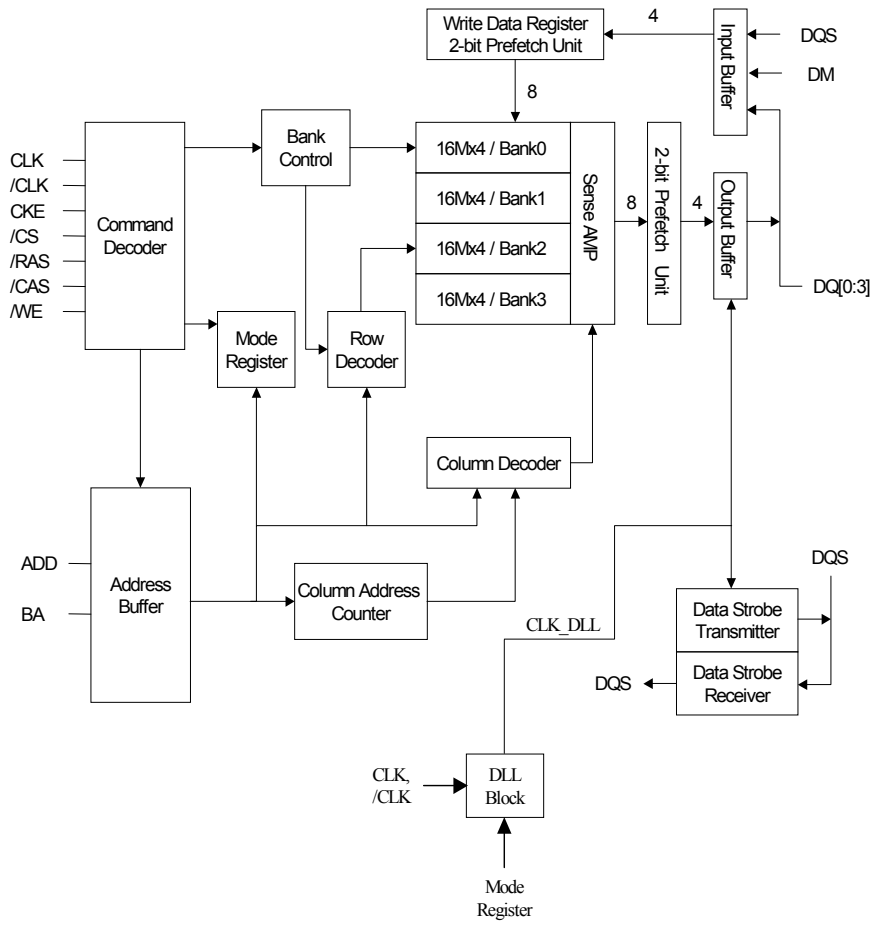 Write Data Register
2-bit Prefetch Unit
4
Input Buffer
DQS
DM
8
Bank
Control
16Mx4 / Bank0
16Mx4 / Bank1
16Mx4 / Bank2
16Mx4 / Bank3
Sense AMP
8
2-bit Prefetch Unit
4
Output Buffer
DQ[0:3]
CLK
/CLK
CKE
/CS
/RAS
/CAS
/WE
Command
Decoder
Mode
Register
Row
Decoder
Column Decoder
ADD
BA
Address
Buffer
Column Address
Counter
CLK_DLL
DQS
Data Strobe
Transmitter
Data Strobe
Receiver
DQS
CLK,
/CLK
DLL
Block
Mode
Register